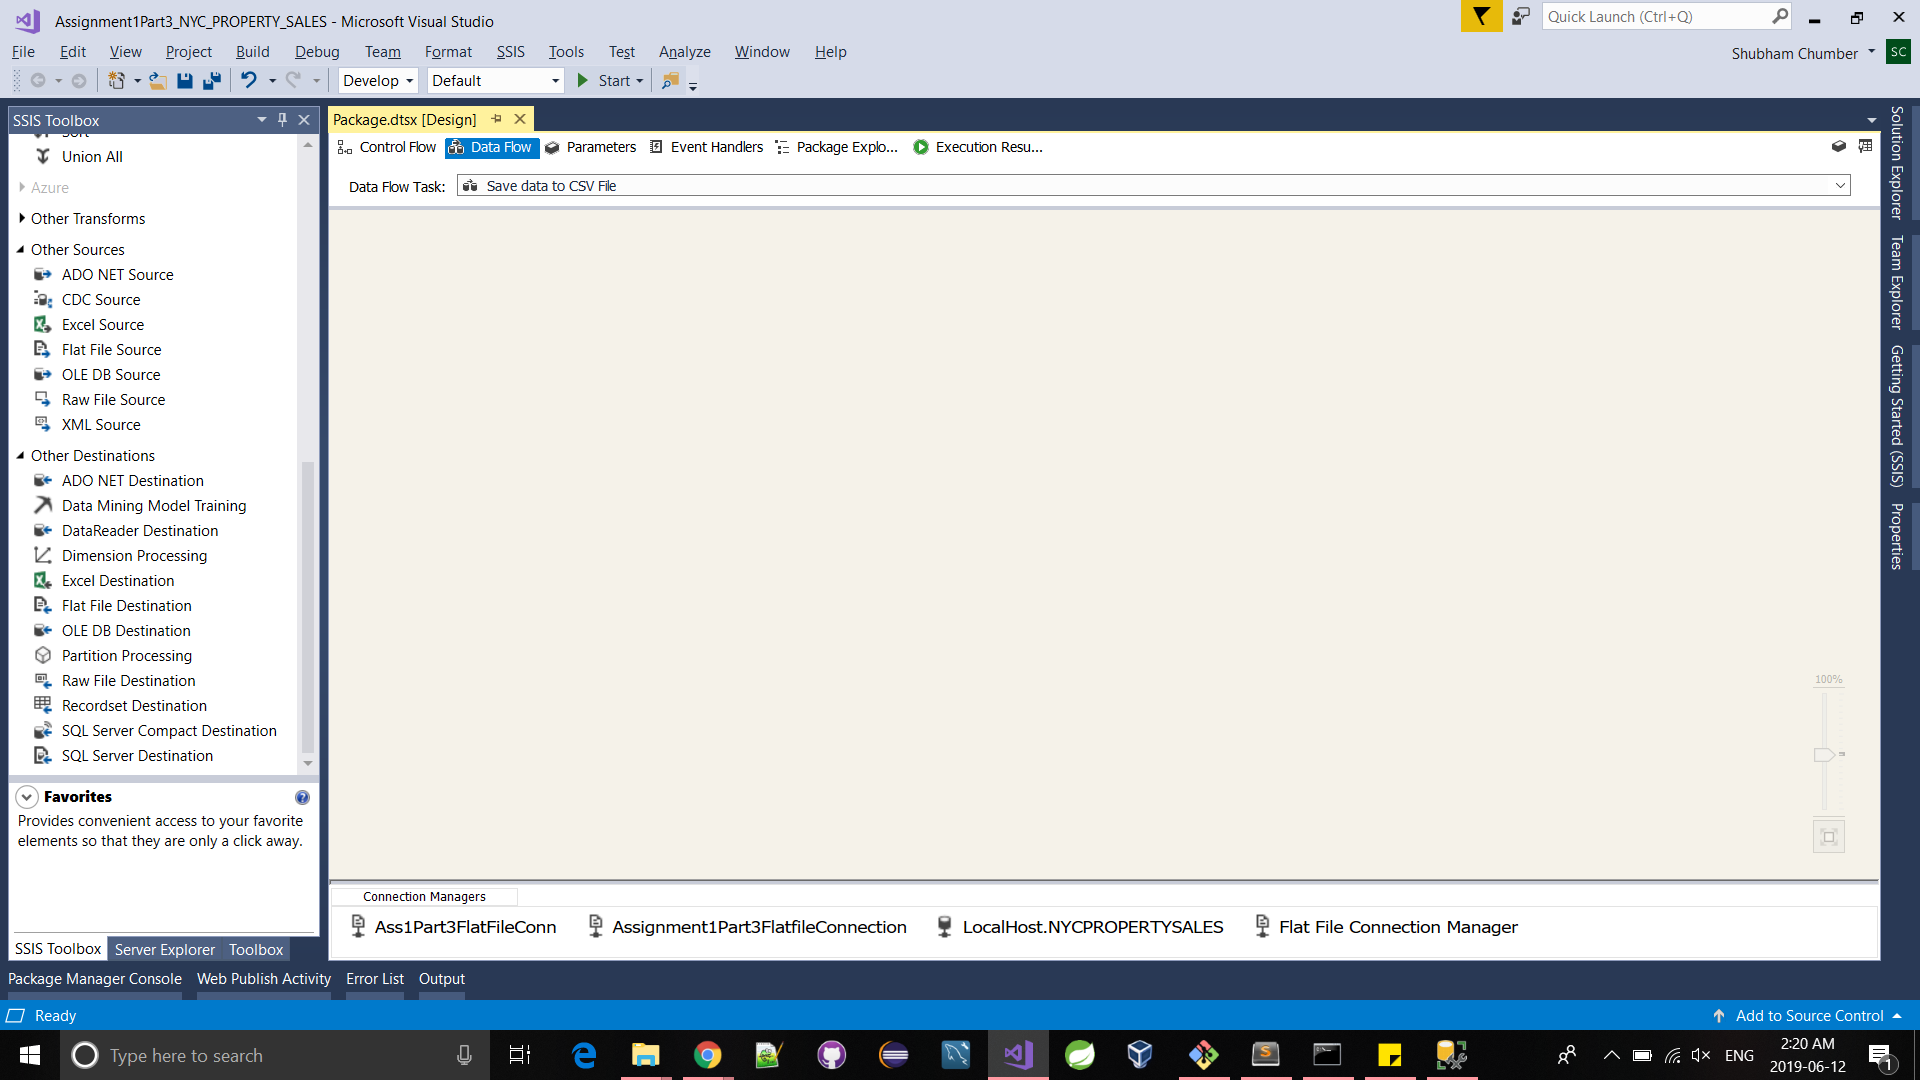 Assignment1Part3_NYC_PROPERTY_SALES - Microsoft Visual Studio
Quick Launch (Ctrl+Q)
File Edit View Project Build Debug Team Format SSIS Tools Test Analyze Window Help
Shubham Chumber SC
Develop Default Start
SSIS Toolbox
Sort
Union All
Azure
Other Transforms
Other Sources
ADO NET Source
CDC Source
Excel Source
Flat File Source
OLE DB Source
Raw File Source
XML Source
Other Destinations
ADO NET Destination
Data Mining Model Training
DataReader Destination
Dimension Processing
Excel Destination
Flat File Destination
OLE DB Destination
Partition Processing
Raw File Destination
Recordset Destination
SQL Server Compact Destination
SQL Server Destination
Favorites
Provides convenient access to your favorite
elements so that they are only a click away.
SSIS Toolbox Server Explorer Toolbox
Package.dtsx [Design]
Control Flow Data Flow Parameters Event Handlers Package Explo... Execution Resu...
Data Flow Task: Save data to CSV File
100%
Connection Managers
Ass1Part3FlatFileConn Assignment1Part3FlatfileConnection LocalHost.NYCPROPERTYSALES Flat File Connection Manager
Solution Explorer
Team Explorer
Getting Started (SSIS)
Properties
Package Manager Console Web Publish Activity Error List Output
Ready
Add to Source Control
Type here to search
ENG
2:20 AM
2019-06-12
1